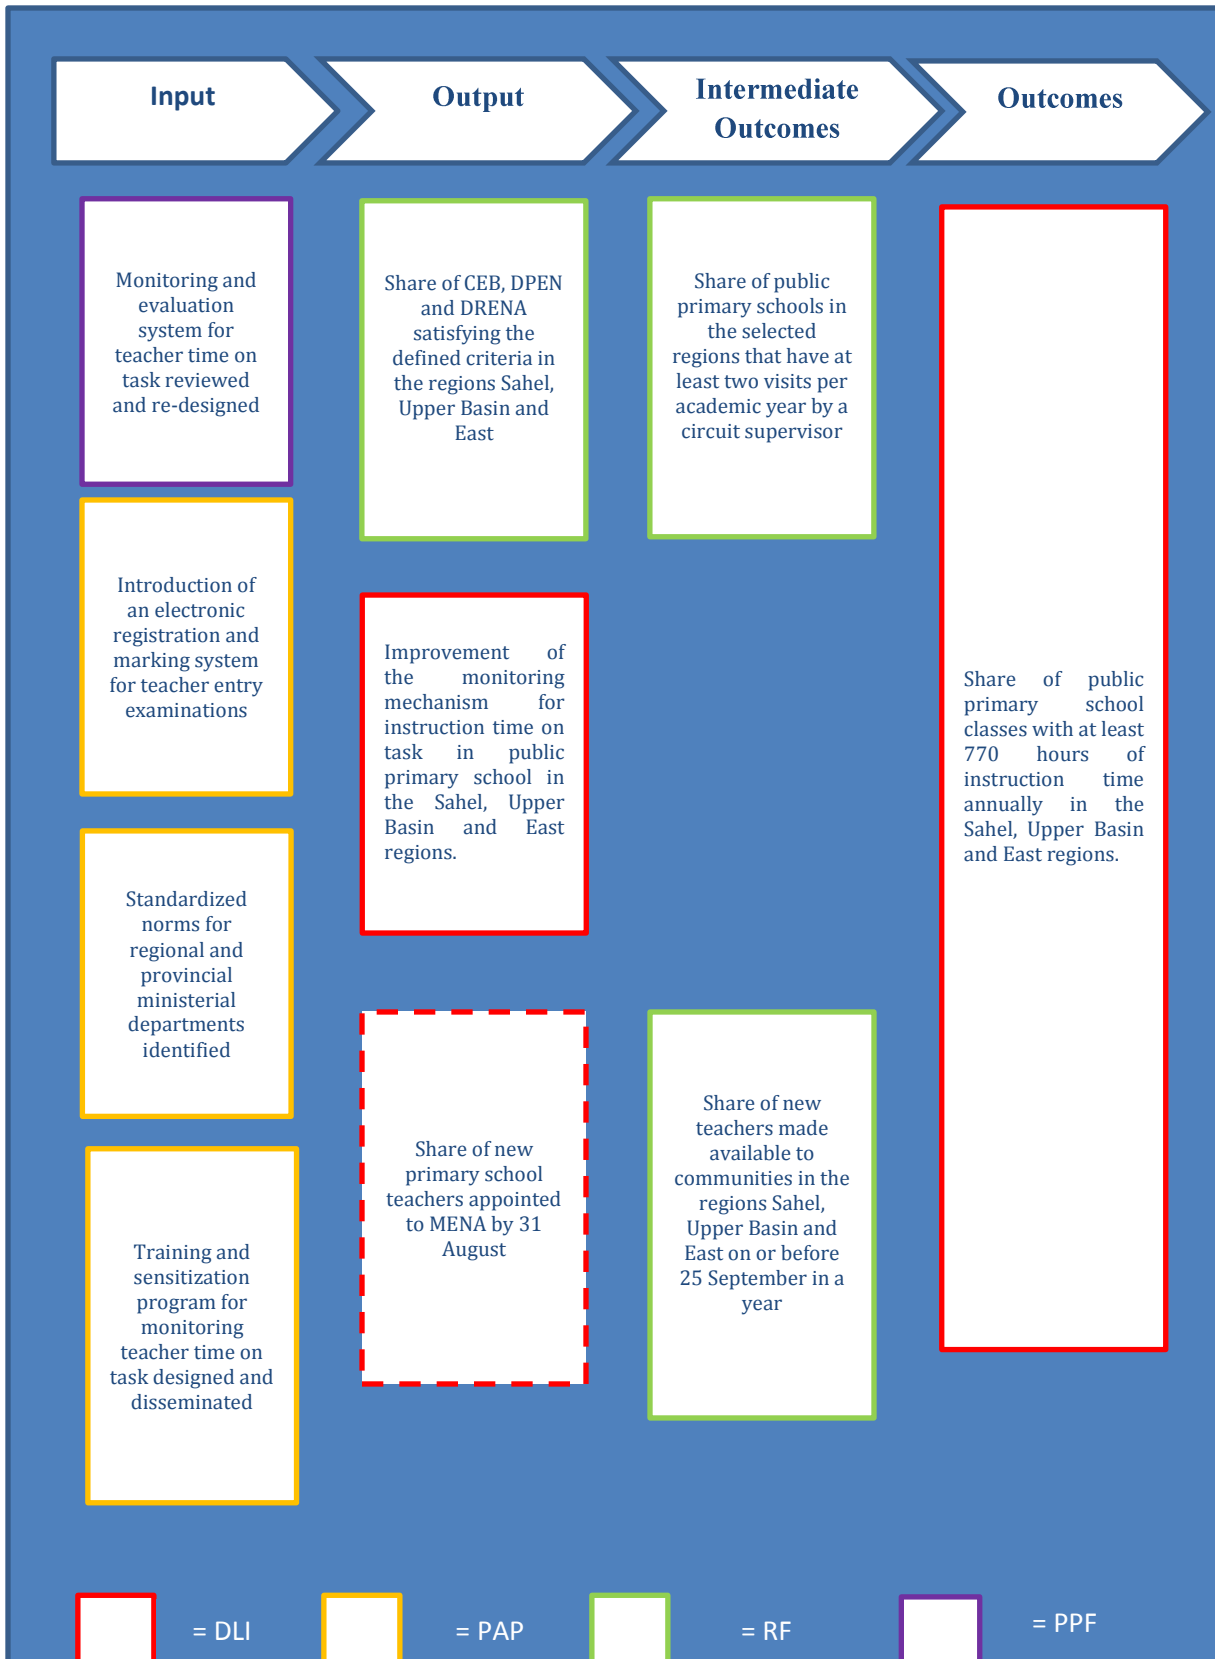 Input
Output
Intermediate
Outcomes
Outcomes
Monitoring and
evaluation
system for
teacher time on
task reviewed
and re-designed
Introduction of
an electronic
registration and
marking system
for teacher entry
examinations
Standardized
norms for
regional and
provincial
ministerial
departments
identified
Training and
sensitization
program for
monitoring
teacher time on
task designed and
disseminated
Share of CEB, DPEN
and DRENA
satisfying the
defined criteria in
the regions Sahel,
Upper Basin and
East
Improvement of
the monitoring
mechanism for
instruction time on
task in public
primary school in
the Sahel, Upper
Basin and East
regions.
Share of new
primary school
teachers appointed
to MENA by 31
August
Share of public
primary schools in
the selected
regions that have at
least two visits per
academic year by a
circuit supervisor
Share of new
teachers made
available to
communities in the
regions Sahel,
Upper Basin and
East on or before
25 September in a
year
Share of public
primary school
classes with at least
770 hours of
instruction time
annually in the
Sahel, Upper Basin
and East regions.
= DLI
= PAP
= RF
= PPF